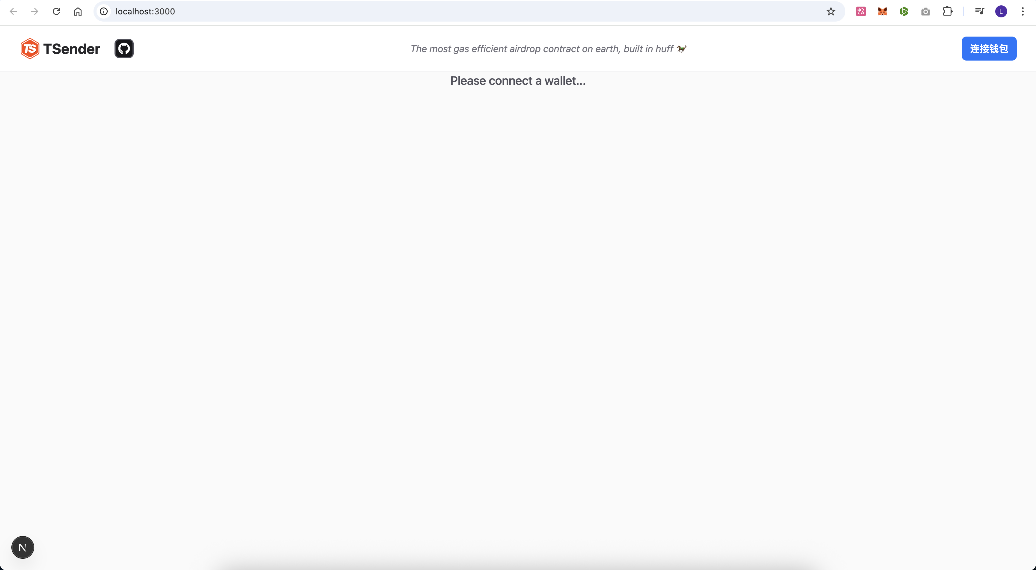 localhost:3000
L
TS TSender
The most gas efficient airdrop contract on earth, built in huff
连接钱包
Please connect a wallet...
N